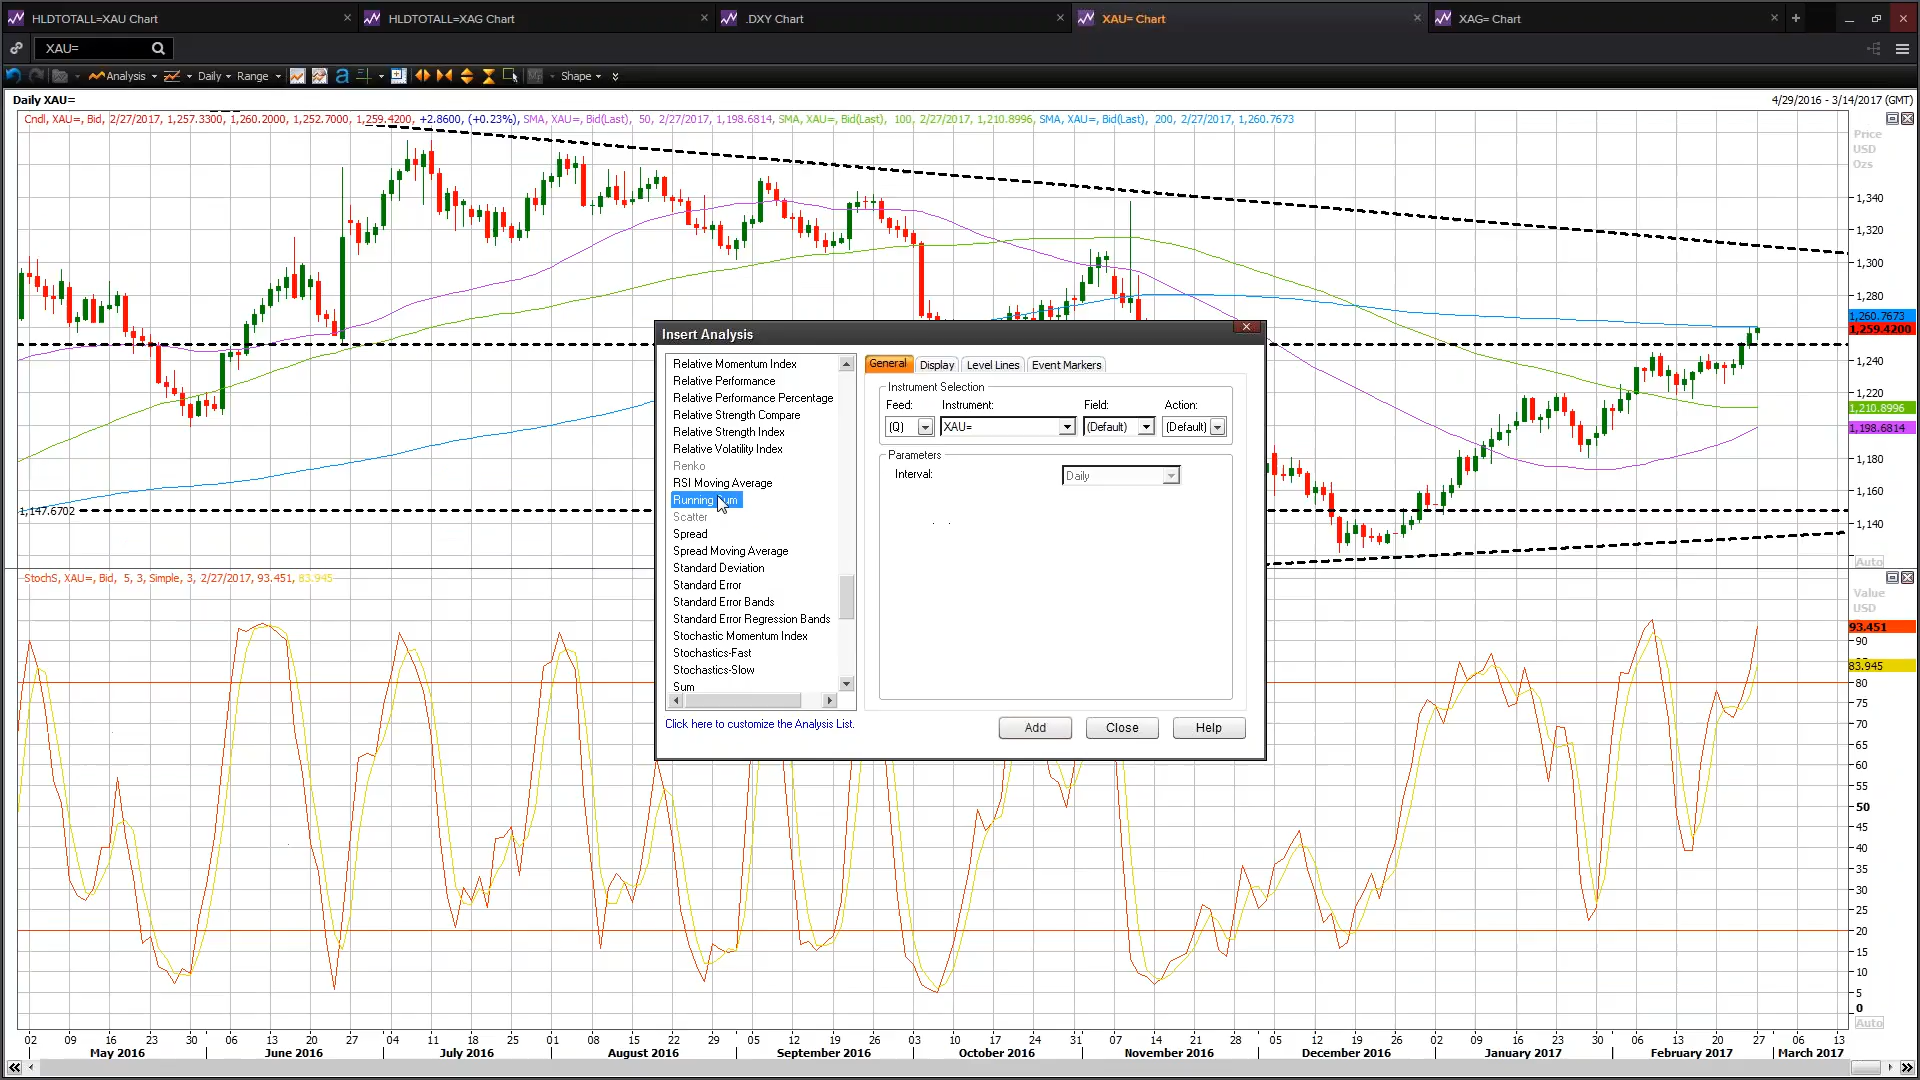 HLDTOTALL=XAU Chart
HLDTOTALL=XAG Chart
.DXY Chart
XAU= Chart
XAG= Chart
XAU=
Analysis
Daily
Range
Shape
Daily XAU=
4/29/2016 - 3/14/2017 (GMT)
Cndl, XAU=, Bid, 2/27/2017, 1,257.3300, 1,260.2000, 1,252.7000, 1,259.4200, +2.8600, (+0.23%), SMA, XAU=, Bid(Last), 50, 2/27/2017, 1,198.6814, SMA, XAU=, Bid(Last), 100, 2/27/2017, 1,210.8996, SMA, XAU=, Bid(Last), 200, 2/27/2017, 1,260.7673
Price
USD
Ozs
1,340
1,320
1,300
1,280
1,260.7673
1,259.4200
1,240
1,220
1,210.8996
1,198.6814
1,180
1,160
1,140
Auto
1,147.6702
Insert Analysis
Relative Momentum Index
Relative Performance
Relative Performance Percentage
Relative Strength Compare
Relative Strength Index
Relative Volatility Index
Renko
RSI Moving Average
Running Sum
Scatter
Spread
Spread Moving Average
Standard Deviation
Standard Error
Standard Error Bands
Standard Error Regression Bands
Stochastic Momentum Index
Stochastics-Fast
Stochastics-Slow
Sum
Click here to customize the Analysis List.
General
Display
Level Lines
Event Markers
Instrument Selection
Feed:
Instrument:
Field:
Action:
(Q)
XAU=
(Default)
(Default)
Parameters
Interval:
Daily
Add
Close
Help
StochS, XAU=, Bid, 5, 3, Simple, 3, 2/27/2017, 93.451, 83.945
Value
USD
93.451
90
83.945
80
75
70
65
60
55
50
45
40
35
30
25
20
15
10
5
0
Auto
02 09 16 23 30 06 13 20 27 04 11 18 25 01 08 15 22 29 05 12 19 26 03 10 17 24 31 07 14 21 28 05 12 19 26 02 09 16 23 30 06 13 20 27 06 13
May 2016 June 2016 July 2016 August 2016 September 2016 October 2016 November 2016 December 2016 January 2017 February 2017 March 2017